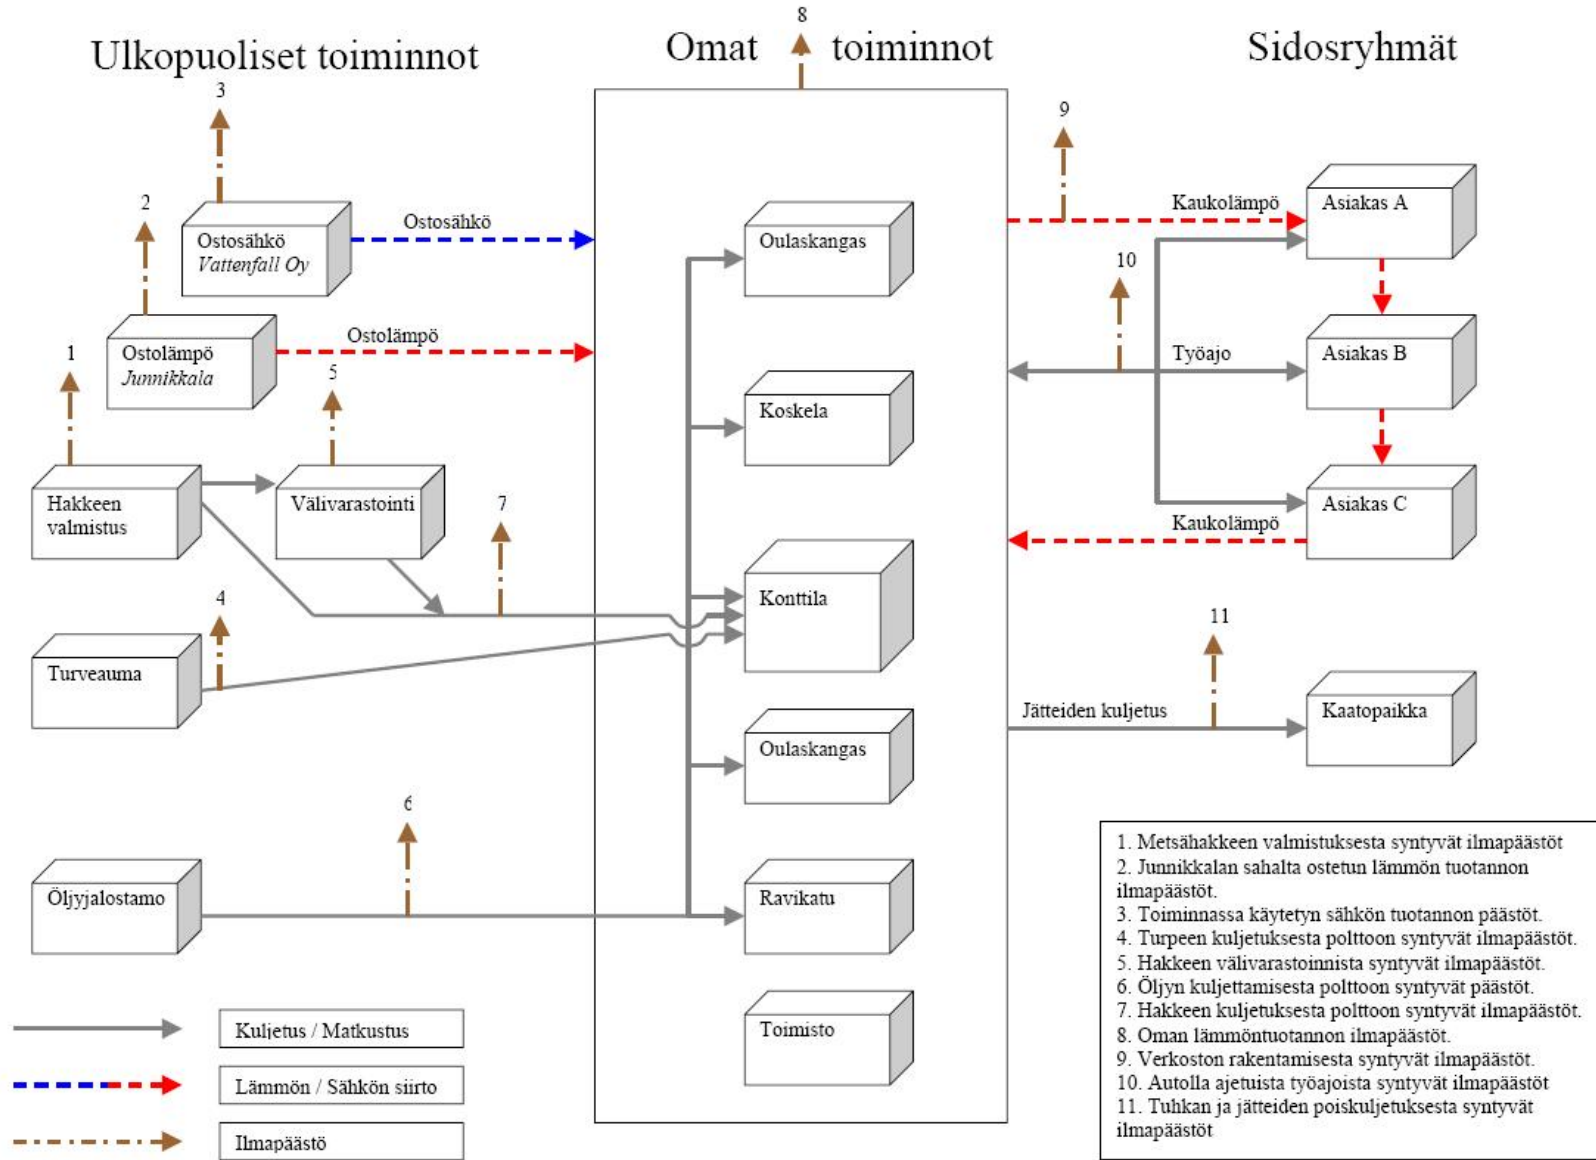 Ulkopuoliset toiminnot
Omat toiminnot
Sidosryhmät
8
3
9
2
Ostosähkö
Vattenfall Oy
Ostosähkö
Oulaskangas
Kaukolämpö
Asiakas A
10
1
Ostolämpö
Junnikkala
Ostolämpö
5
Työajo
Asiakas B
Koskela
Hakkeen
valmistus
Välivarastointi
7
Asiakas C
Kaukolämpö
4
Konttila
11
Turveauma
Jätteiden kuljetus
Kaatopaikka
Oulaskangas
6
Öljyjalostamo
Ravikatu
Toimisto
Kuljetus / Matkustus
Lämmön / Sähkön siirto
Ilmapäästö
1. Metsähakkeen valmistuksesta syntyvät ilmapäästöt
2. Junnikkalan sahalta ostetun lämmön tuotannon
ilmapäästöt.
3. Toiminnassa käytetyn sähkön tuotannon päästöt.
4. Turpeen kuljetuksesta polttoon syntyvät ilmapäästöt.
5. Hakkeen välivarastoinnista syntyvät ilmapäästöt.
6. Öljyn kuljettamisesta polttoon syntyvät päästöt.
7. Hakkeen kuljetuksesta polttoon syntyvät ilmapäästöt.
8. Oman lämmöntuotannon ilmapäästöt.
9. Verkoston rakentamisesta syntyvät ilmapäästöt.
10. Autolla ajetuista työajoista syntyvät ilmapäästöt
11. Tuhkan ja jätteiden poiskuljetuksesta syntyvät
ilmapäästöt